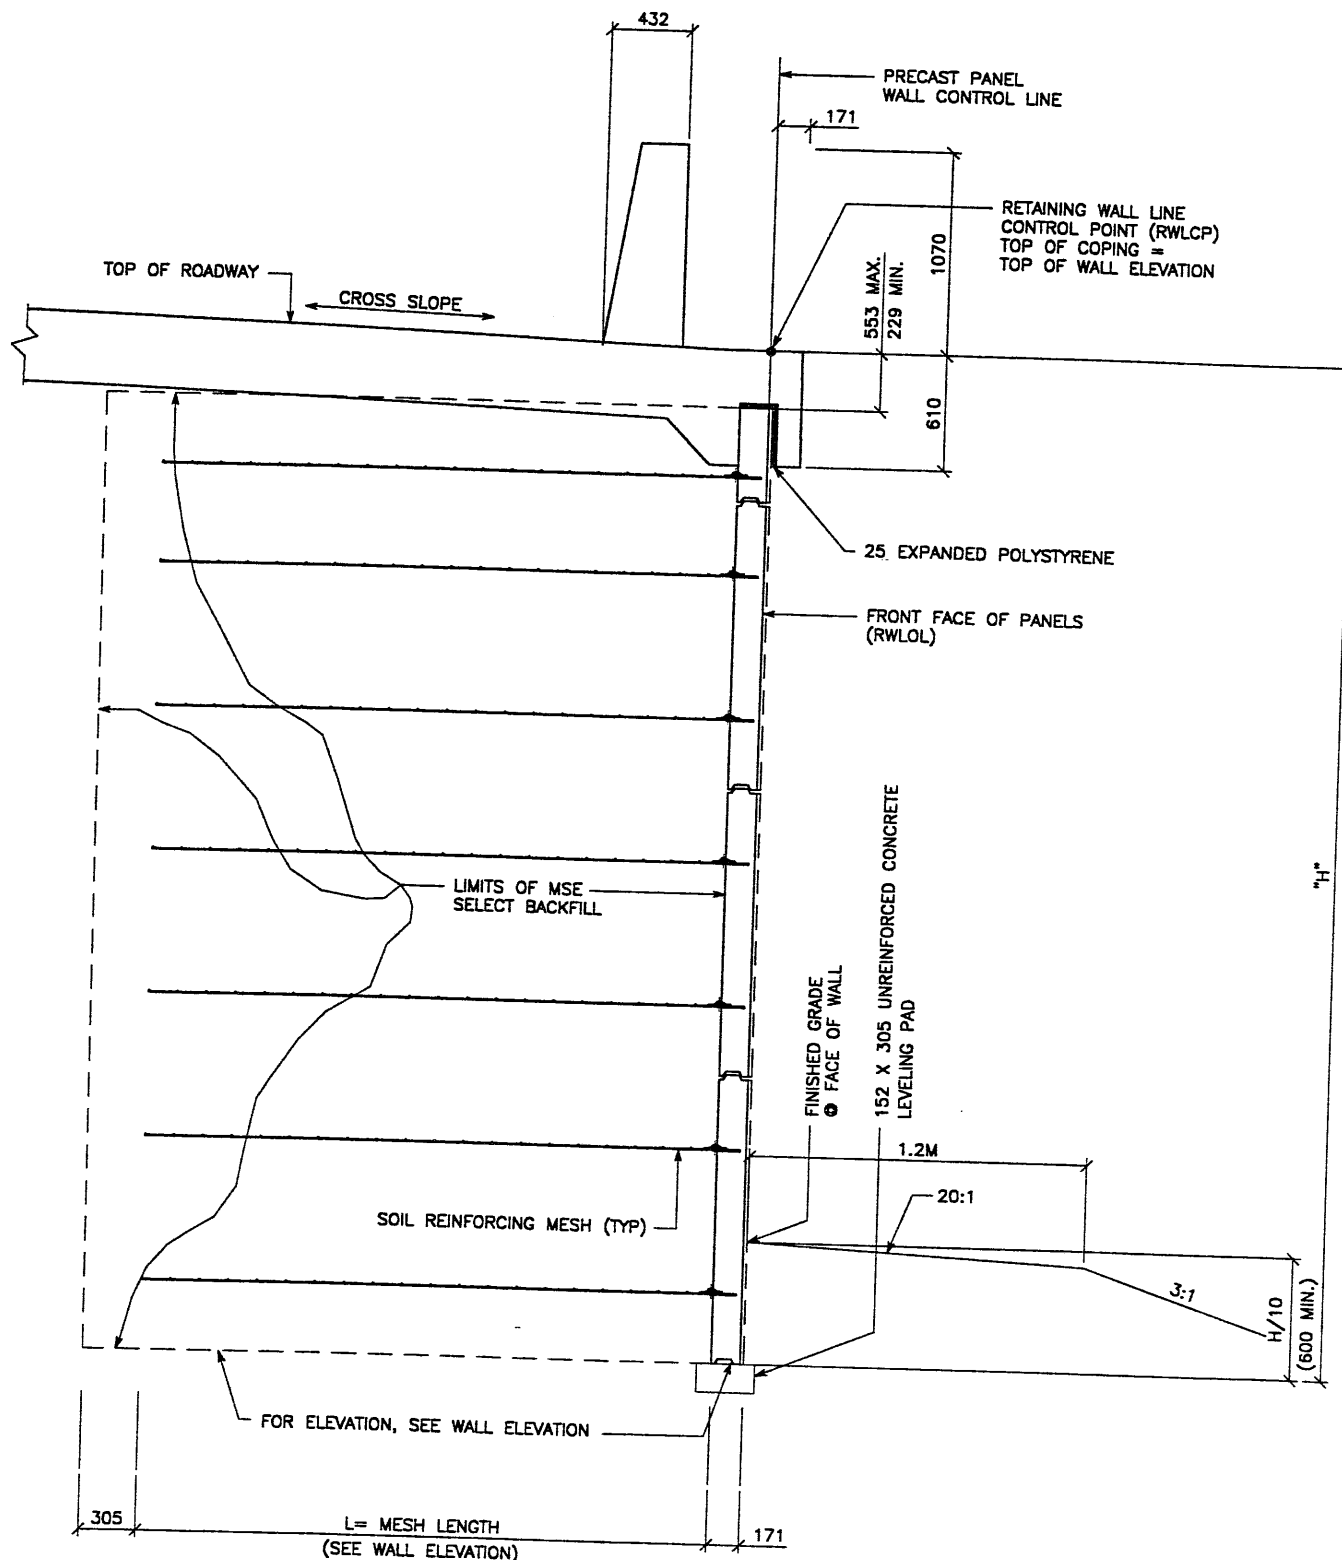 432
PRECAST PANEL
WALL CONTROL LINE
171
RETAINING WALL LINE
CONTROL POINT (RWLCP)
TOP OF COPING =
TOP OF WALL ELEVATION
1070
553 MAX.
229 MIN.
TOP OF ROADWAY
CROSS SLOPE
610
25 EXPANDED POLYSTYRENE
FRONT FACE OF PANELS
(RWLOL)
"H"
LIMITS OF MSE
SELECT BACKFILL
FINISHED GRADE
@ FACE OF WALL
152 X 305 UNREINFORCED CONCRETE
LEVELING PAD
1.2M
20:1
SOIL REINFORCING MESH (TYP)
3:1
H/10
(600 MIN.)
FOR ELEVATION, SEE WALL ELEVATION
305
L= MESH LENGTH
(SEE WALL ELEVATION)
171